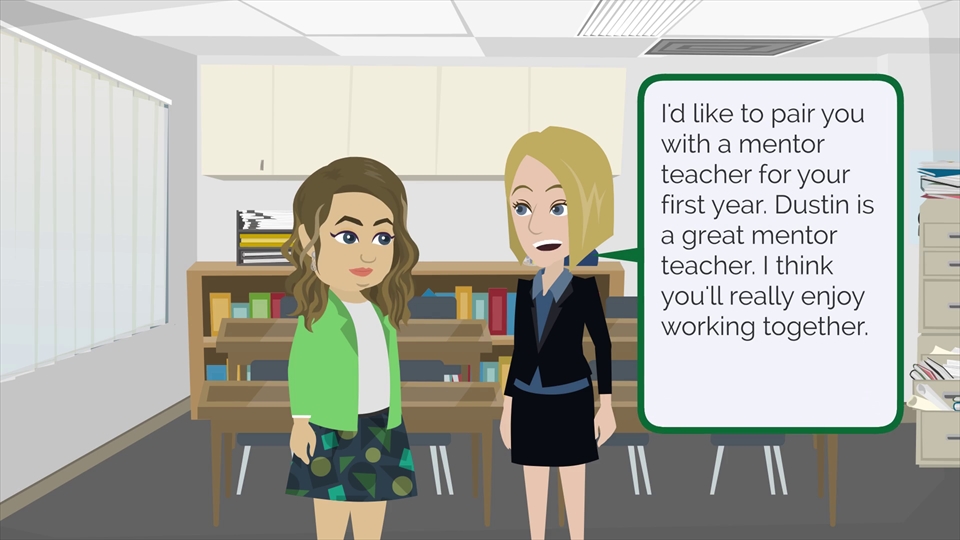 I'd like to pair you
with a mentor
teacher for your
first year. Dustin is
a great mentor
teacher. I think
you'll really enjoy
working together.